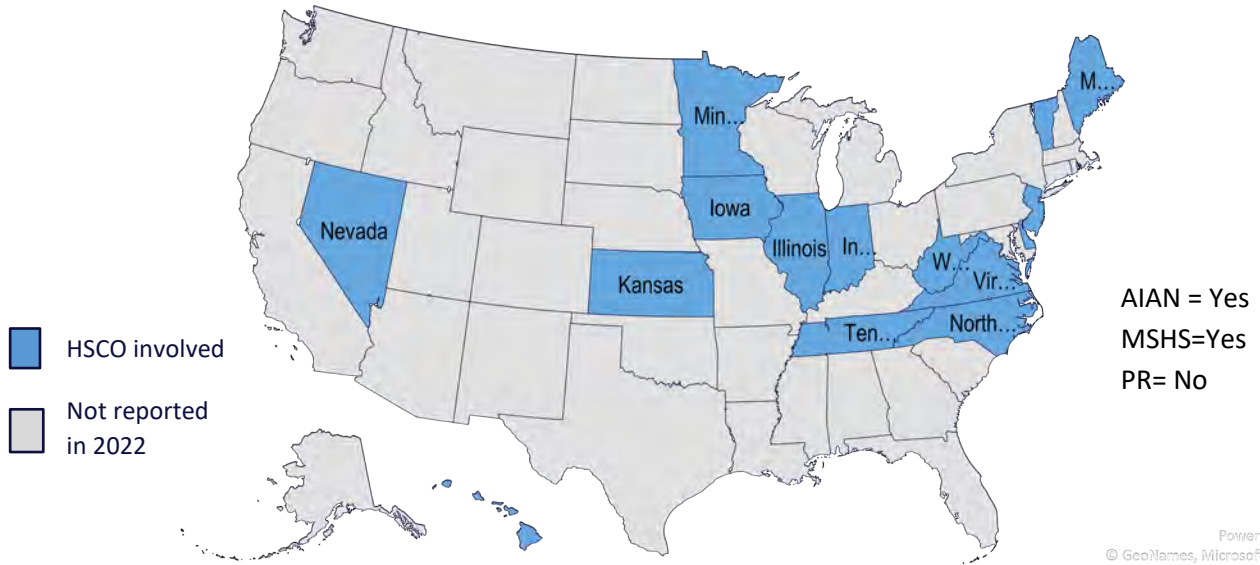 M...
Min...
Iowa
Nevada
Illinois
In...
W...
Kansas
Vir...
Ten...
North...
AIAN = Yes
MSHS=Yes
PR= No
HSCO involved
Not reported
in 2022
Power
© GeoNames, Microsof